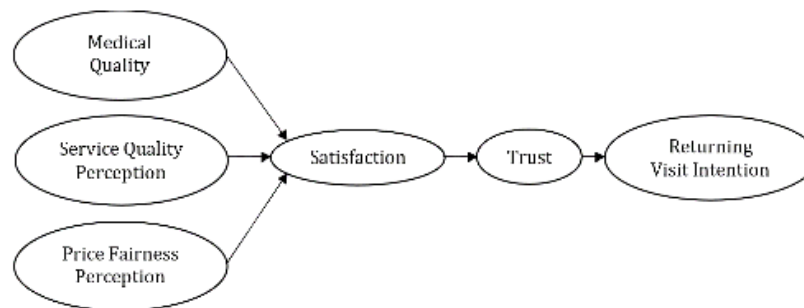 Medical
Quality
Service Quality
Perception
Price Fairness
Perception
Satisfaction
Trust
Returning
Visit Intention